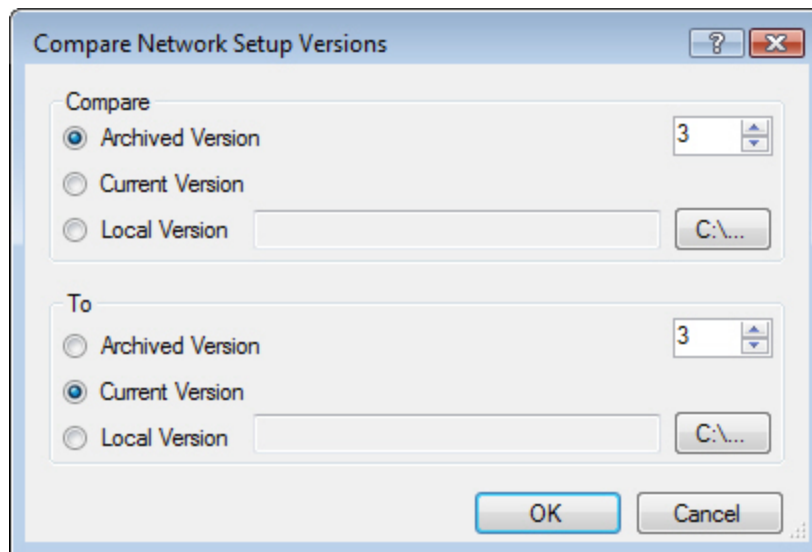 Compare Network Setup Versions
Compare
Archived Version 3
Current Version
Local Version C:\...
To
Archived Version 3
Current Version
Local Version C:\...
OK Cancel